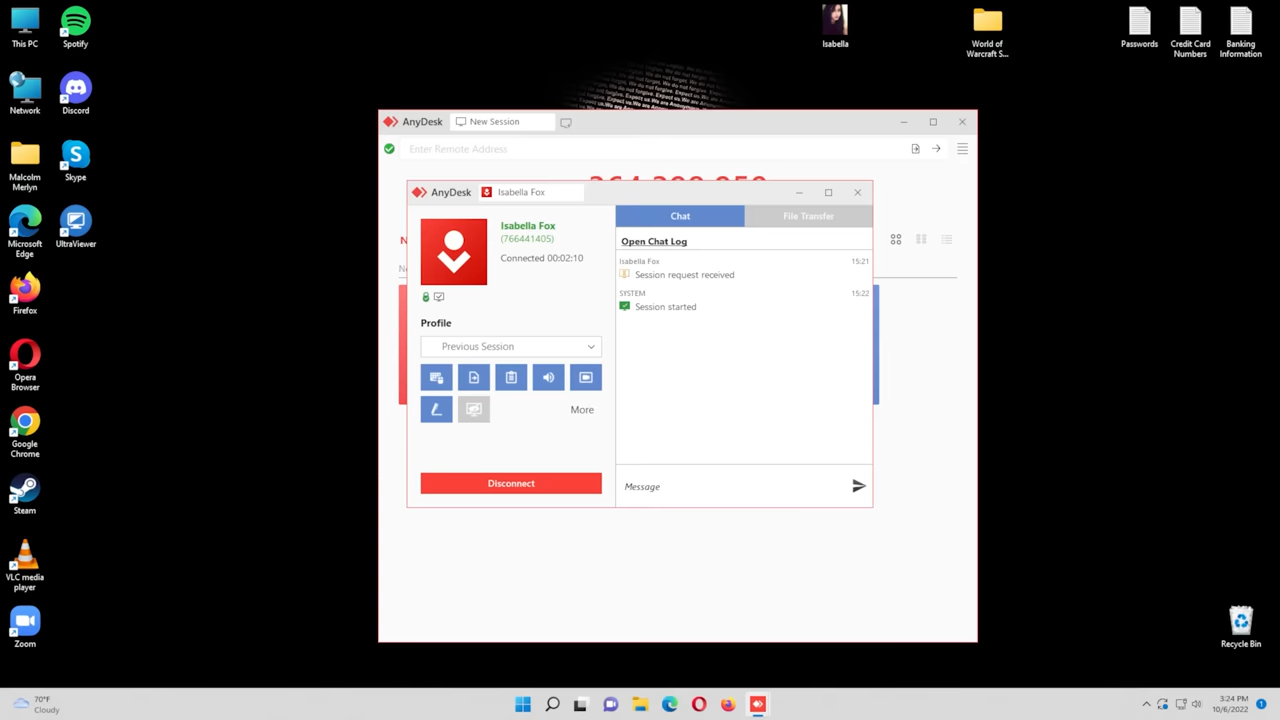 This PC
Spotify
Isabella
World of
Warcraft S...
Passwords
Credit Card
Numbers
Banking
Information
Network
Discord
Malcolm
Merlyn
Skype
Microsoft
Edge
UltraViewer
Firefox
Opera
Browser
Google
Chrome
Steam
VLC media
player
Zoom
Recycle Bin
AnyDesk
New Session
Enter Remote Address
AnyDesk
Isabella Fox
Isabella Fox
(766441405)
Connected 00:02:10
Profile
Previous Session
More
Disconnect
Chat
File Transfer
Open Chat Log
Isabella Fox
15:21
Session request received
SYSTEM
15:22
Session started
Message
70°F
Cloudy
3:24 PM
10/6/2022
1